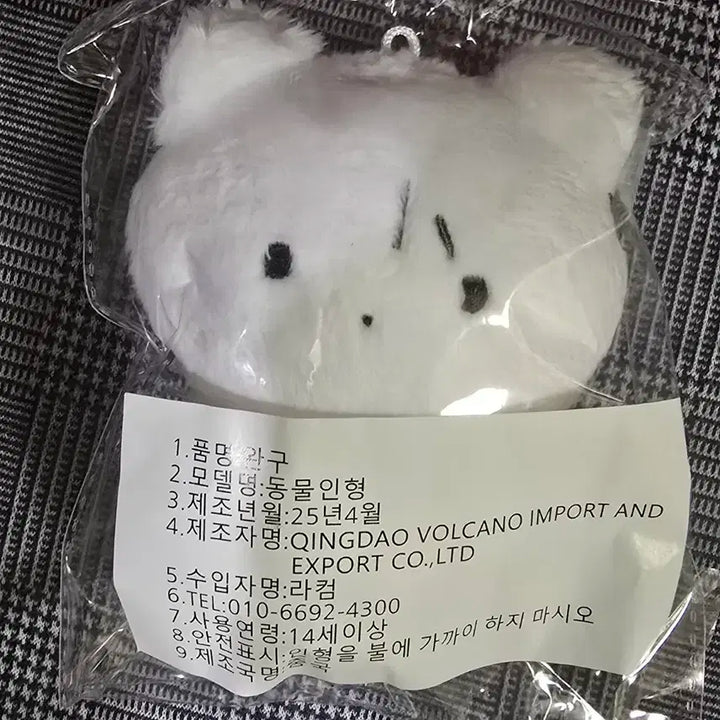 1.품명:완구
2.모델명:동물인형
3.제조년월:25년4월
4.제조자명:QINGDAO VOLCANO IMPORT AND
EXPORT CO.,LTD
5.수입자명:라컴
6.TEL:010-6692-4300
7.사용연령:14세이상
8.안전표시:인형을 불에 가까이 하지 마시오
9.제조국명:중국